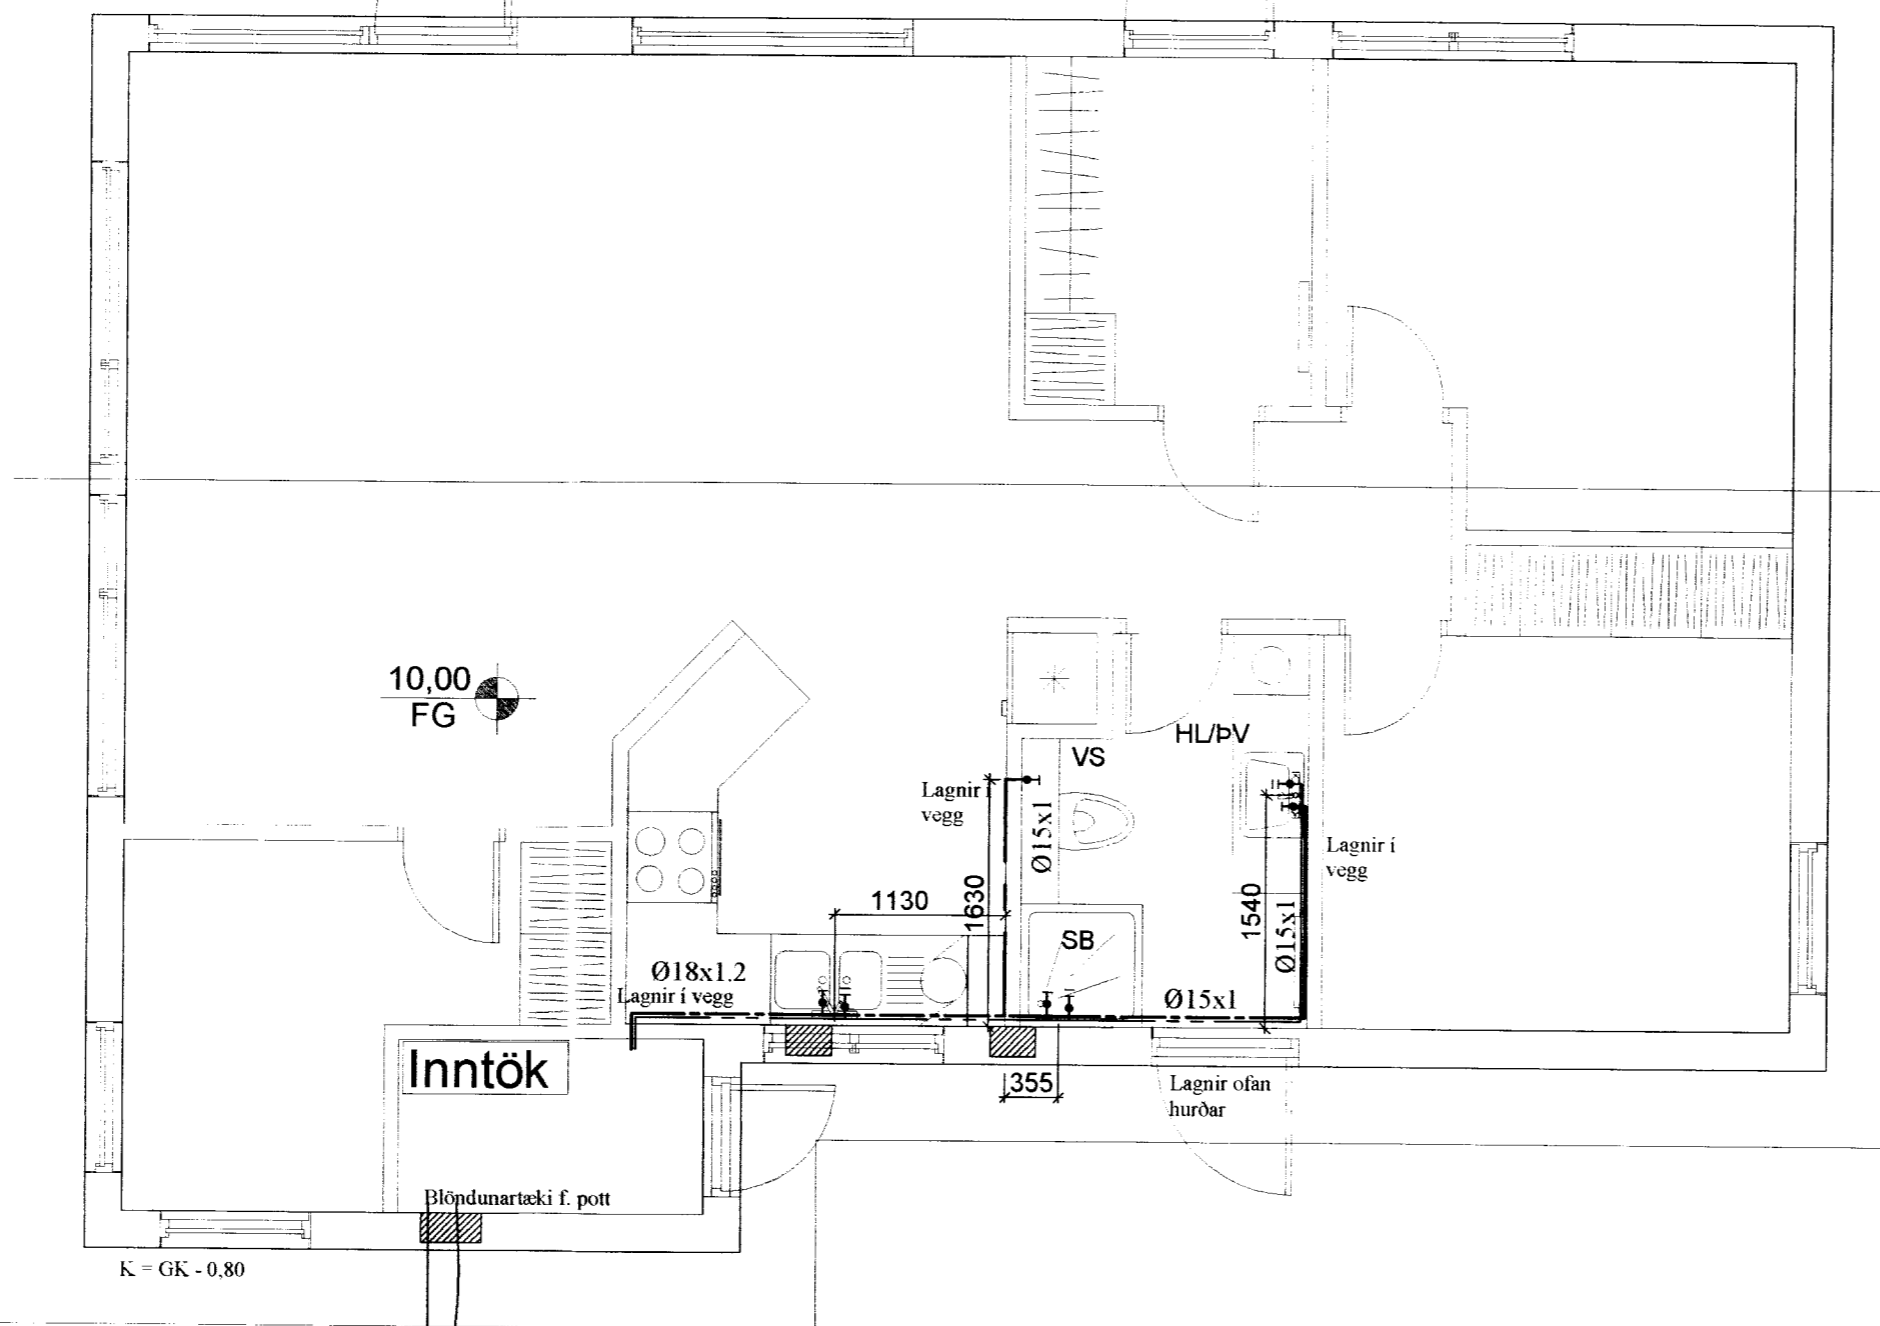 10,00
FG
VS
HL/ÞV
Lagnir í
vegg
Ø15x1
1630
Lagnir í
vegg
1540
Ø15x1
1130
SB
Ø18x1.2
Lagnir í vegg
Ø15x1
Inntök
355
Lagnir ofan
hurðar
Blöndunartæki f. pott
K = GK - 0,80